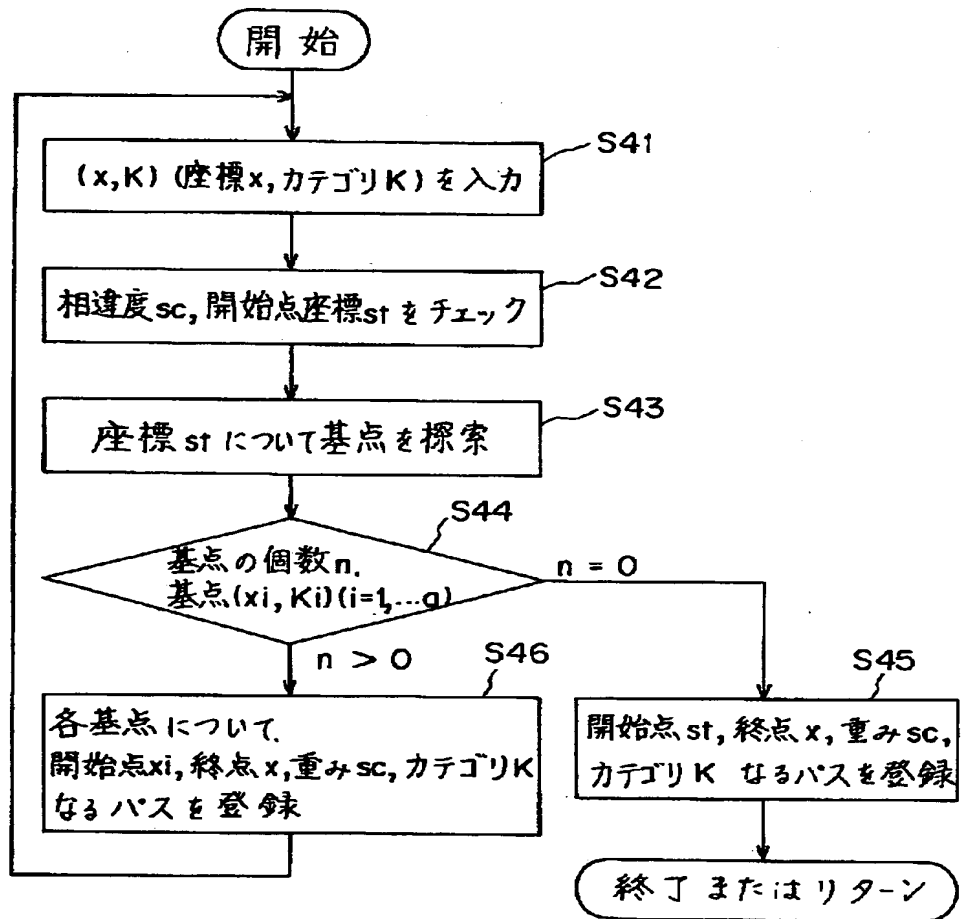 開始
S41
(x,K) (座標x,カテゴリK) を入力
S42
相違度sc,開始点座標stをチェック
S43
座標stについて基点を探索
S44
基点の個数n.
基点(xi,Ki)(i=1,...a)
n = 0
n > 0
S46
各基点について.
開始点xi,終点x,重みsc,カテゴリK
なるパスを登録
S45
開始点st,終点x,重みsc,
カテゴリK なるパスを登録
終了またはリターン